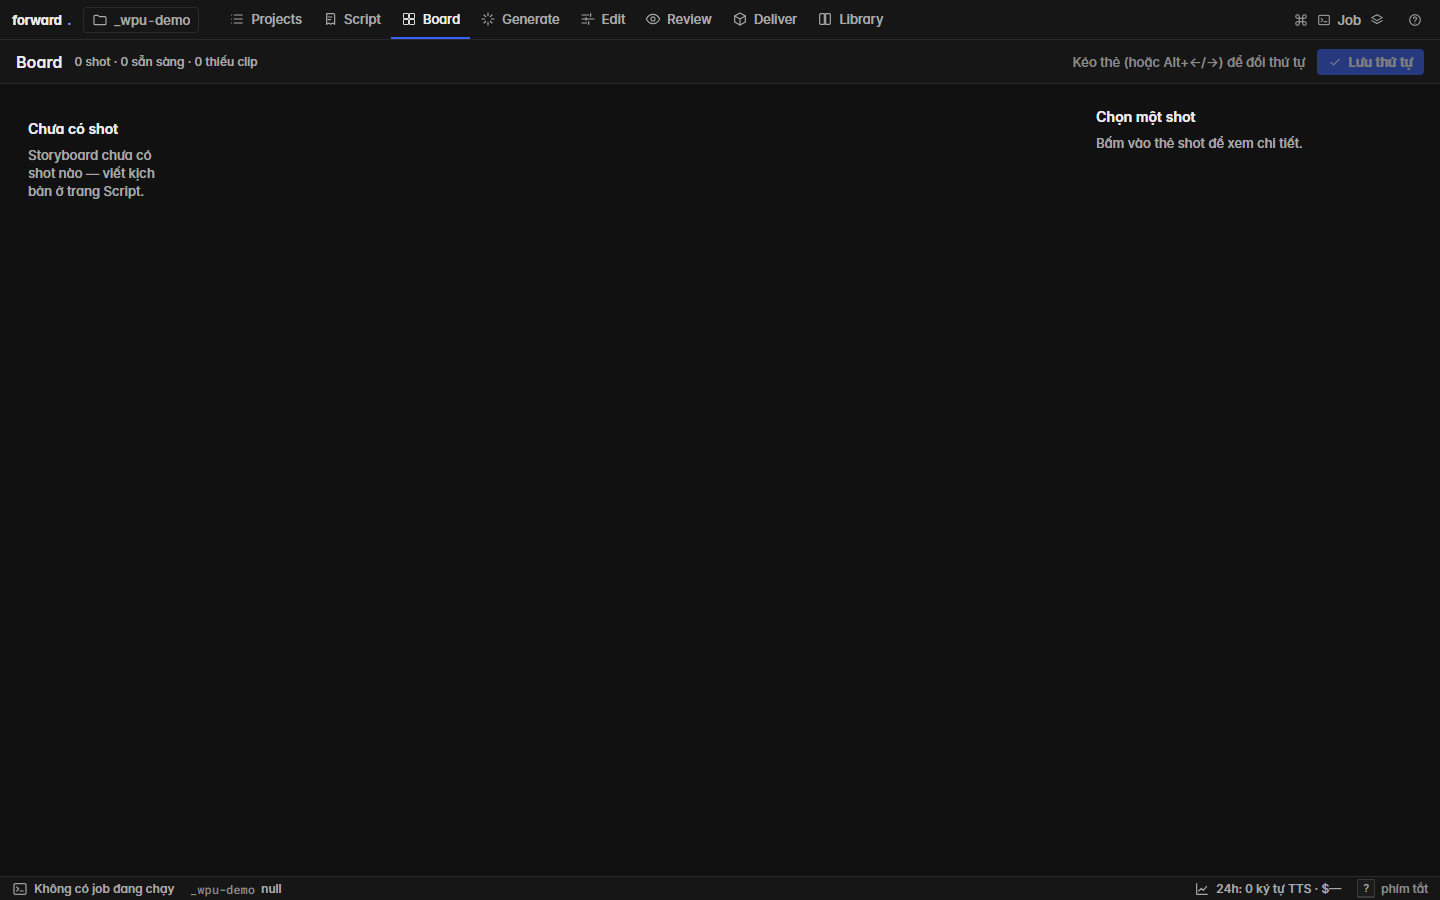 forward .
_wpu-demo
Projects
Script
Board
Generate
Edit
Review
Deliver
Library
Job
Board
0 shot · 0 sẵn sàng · 0 thiếu clip
Kéo thẻ (hoặc Alt+←/→) để đổi thứ tự
Lưu thứ tự
Chưa có shot
Storyboard chưa có
shot nào — viết kịch
bản ở trang Script.
Chọn một shot
Bấm vào thẻ shot để xem chi tiết.
Không có job đang chạy
_wpu-demo null
24h: 0 ký tự TTS · $—
? phím tắt